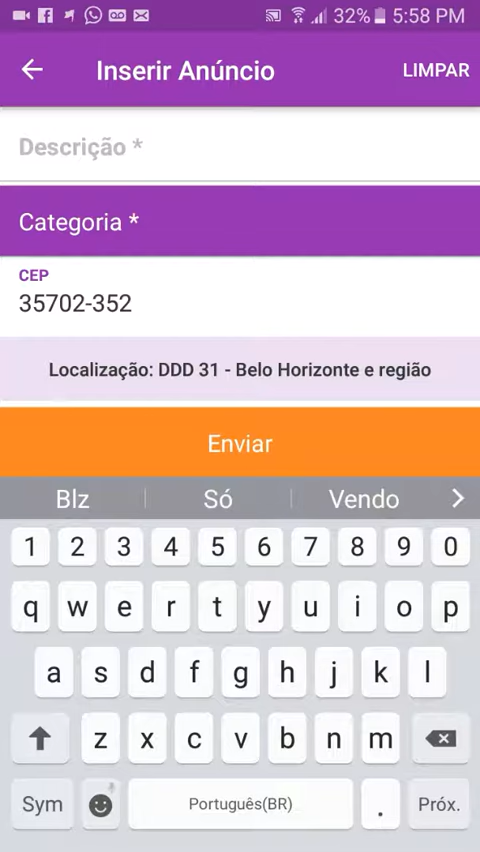 32% 5:58 PM
Inserir Anúncio LIMPAR
Descrição *
Categoria *
CEP
35702-352
Localização: DDD 31 - Belo Horizonte e região
Enviar
Blz Só Vendo
1 2 3 4 5 6 7 8 9 0
q w e r t y u i o p
a s d f g h j k l
z x c v b n m
Sym Português(BR) . Próx.